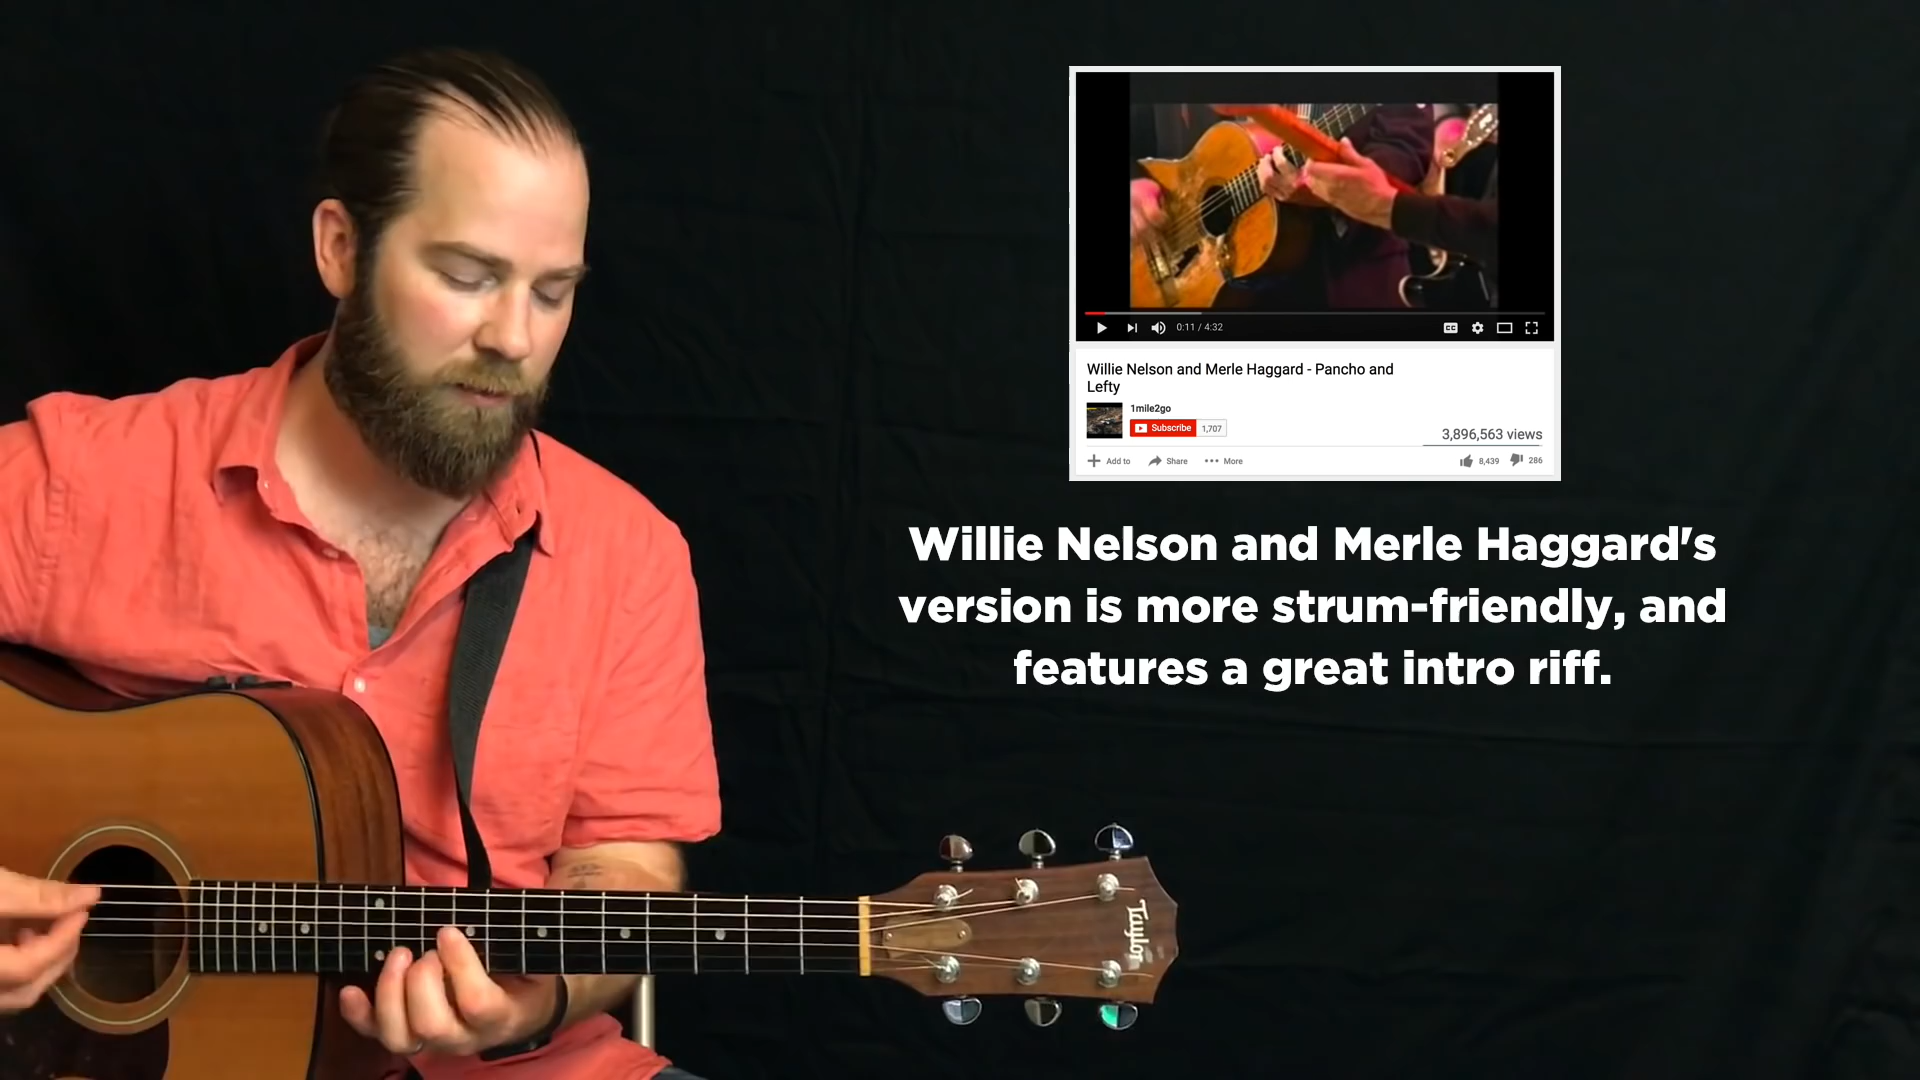 0:11 / 4:32
CC
Willie Nelson and Merle Haggard - Pancho and
Lefty
1mile2go
Subscribe 1,707
3,896,563 views
Add to Share More 8,439 286
Willie Nelson and Merle Haggard's
version is more strum-friendly, and
features a great intro riff.
Taylor